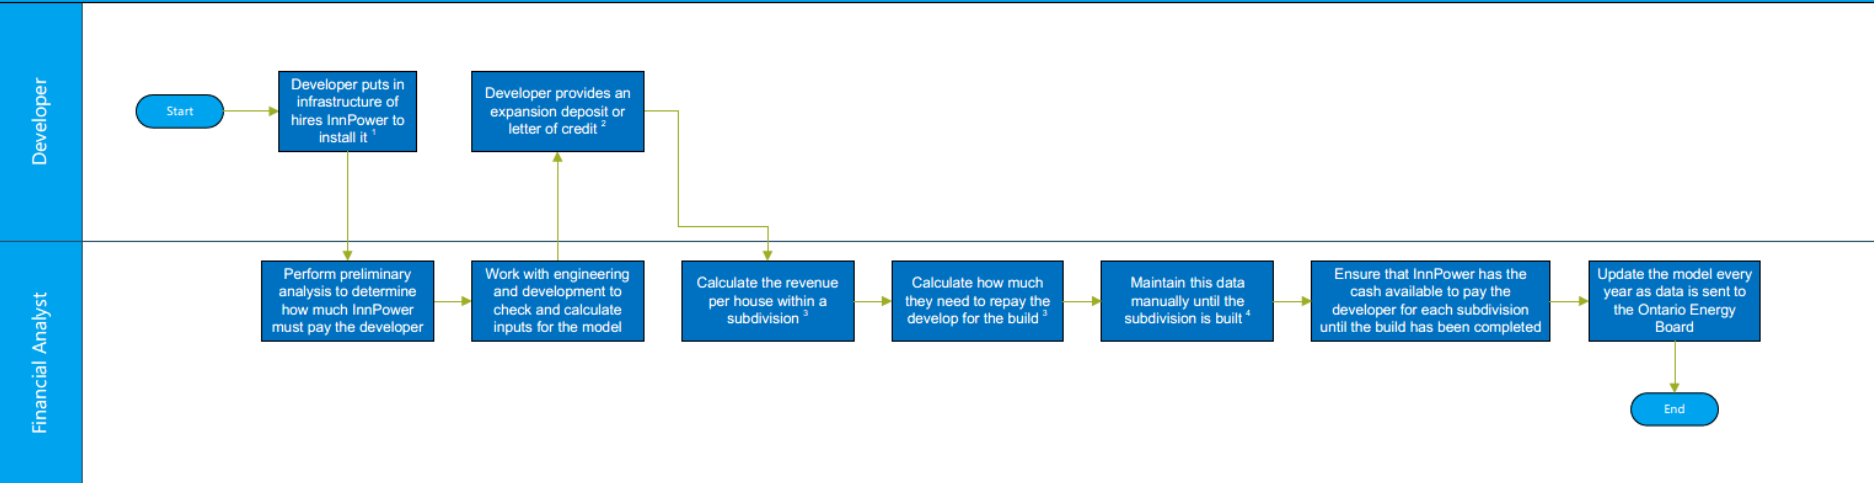 Developer
Start
Developer puts in
infrastructure of
hires InnPower to
install it 1
Developer provides an
expansion deposit or
letter of credit 2
Financial Analyst
Perform preliminary
analysis to determine
how much InnPower
must pay the developer
Work with engineering
and development to
check and calculate
inputs for the model
Calculate the revenue
per house within a
subdivision 3
Calculate how much
they need to repay the
develop for the build 3
Maintain this data
manually until the
subdivision is built 4
Ensure that InnPower has the
cash available to pay the
developer for each subdivision
until the build has been completed
Update the model every
year as data is sent to
the Ontario Energy
Board
End